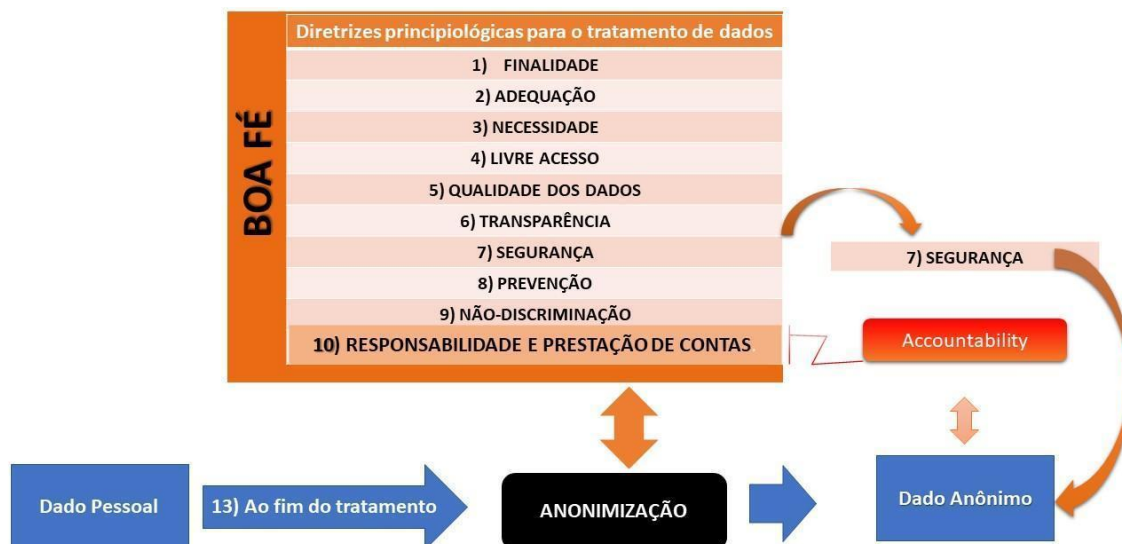 BOA FÉ
Diretrizes principiológicas para o tratamento de dados
1) FINALIDADE
2) ADEQUAÇÃO
3) NECESSIDADE
4) LIVRE ACESSO
5) QUALIDADE DOS DADOS
6) TRANSPARÊNCIA
7) SEGURANÇA
8) PREVENÇÃO
9) NÃO-DISCRIMINAÇÃO
10) RESPONSABILIDADE E PRESTAÇÃO DE CONTAS
7) SEGURANÇA
Accountability
Dado Pessoal
13) Ao fim do tratamento
ANONIMIZAÇÃO
Dado Anônimo